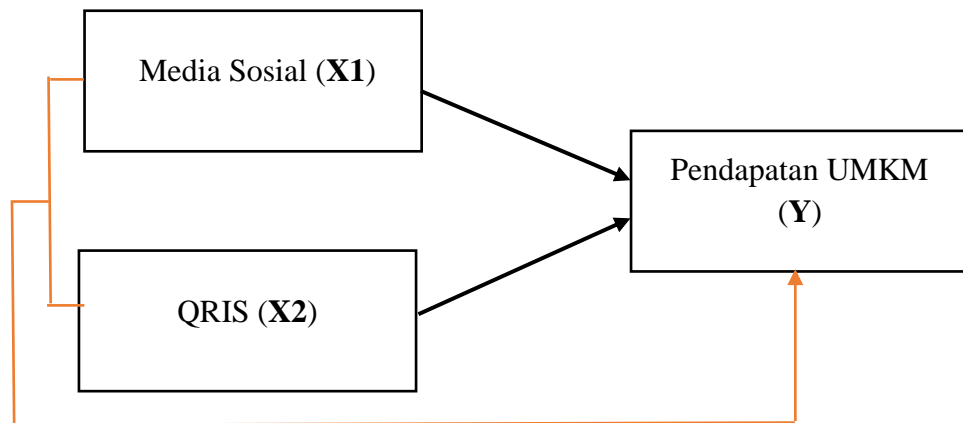 Media Sosial (X1)
Pendapatan UMKM
(Y)
QRIS (X2)